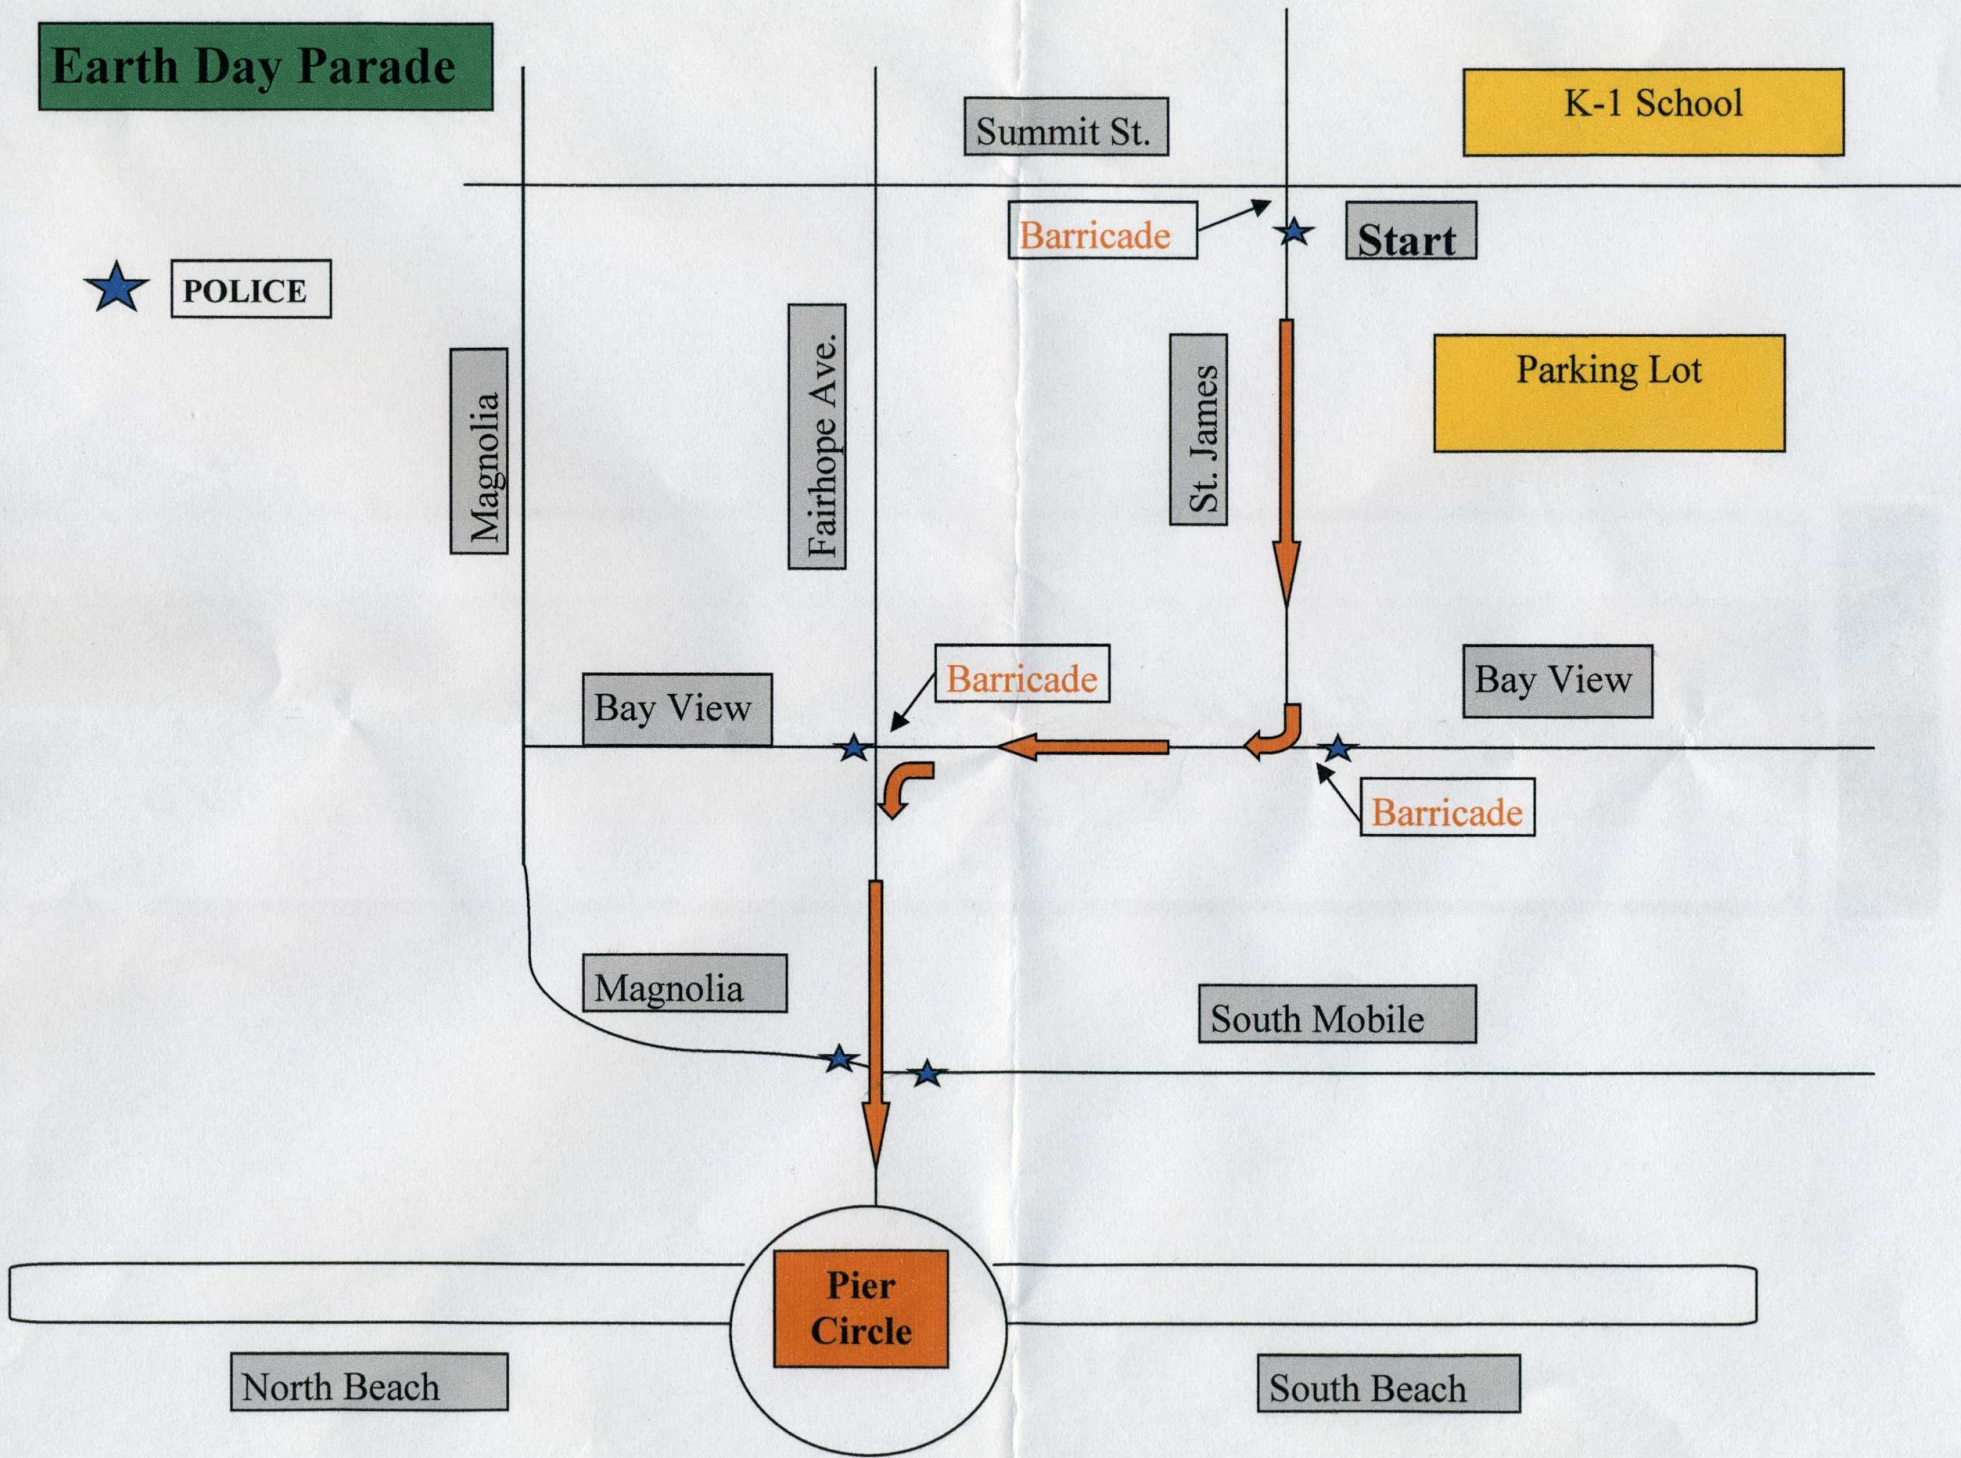 Earth Day Parade
Summit St.
K-1 School
Barricade
Start
POLICE
Magnolia
Fairhope Ave.
St. James
Parking Lot
Bay View
Barricade
Bay View
Barricade
Magnolia
South Mobile
Pier
Circle
North Beach
South Beach